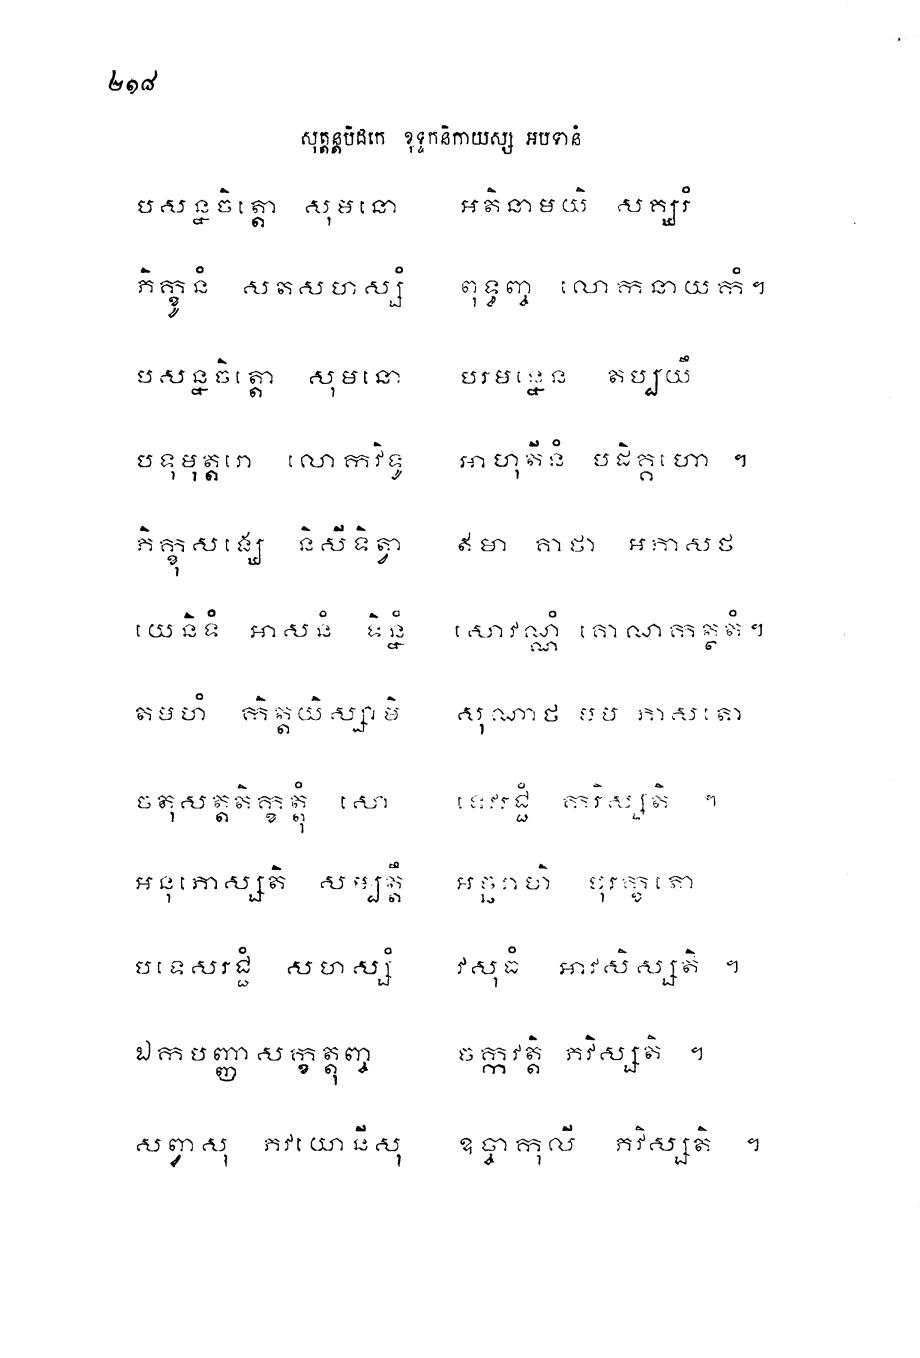 ២១៨
សុត្តន្តបិដកេ ខុទ្ទកនិកាយស្ស អបទានំ
បសន្នចិត្តោ សុមនោ អភិនាមយិ សក្ខរំ
ភិក្ខូនំ សតសហស្សំ ពុទ្ធញ្ច លោកនាយកំ។
បសន្នចិត្តោ សុមនោ បរមន្នេន តប្បយឹ
បទុមុត្តរោ លោកវិទូ អាហុតីនំ បដិគ្គហោ ។
ភិក្ខុសង្ឃេ និសីទិត្វា ឥមា គាថា អភាសថ
យេនិទំ អាសនំ ទិន្នំ សោវណ្ណំ គោណកត្ថតំ។
តមហំ កិត្តយិស្សាមិ សុណាថ មម ភាសតោ
ចតុសត្តតិក្ខត្តុំ សោ ទេវរជ្ជំ ការិស្សតិ ។
អនុភោស្សតិ សម្បត្តឹ អច្ឆរាហិ បុរក្ខតោ
បទេសរជ្ជំ សហស្សំ វសុធំ អាវសិស្សតិ ។
ឯកបញ្ញាសក្ខត្តុញ្ច ចក្កវត្តិ ភវិស្សតិ ។
សព្វាសុ ភវយោនីសុ ឧច្ចាកុលី ភវិស្សតិ ។